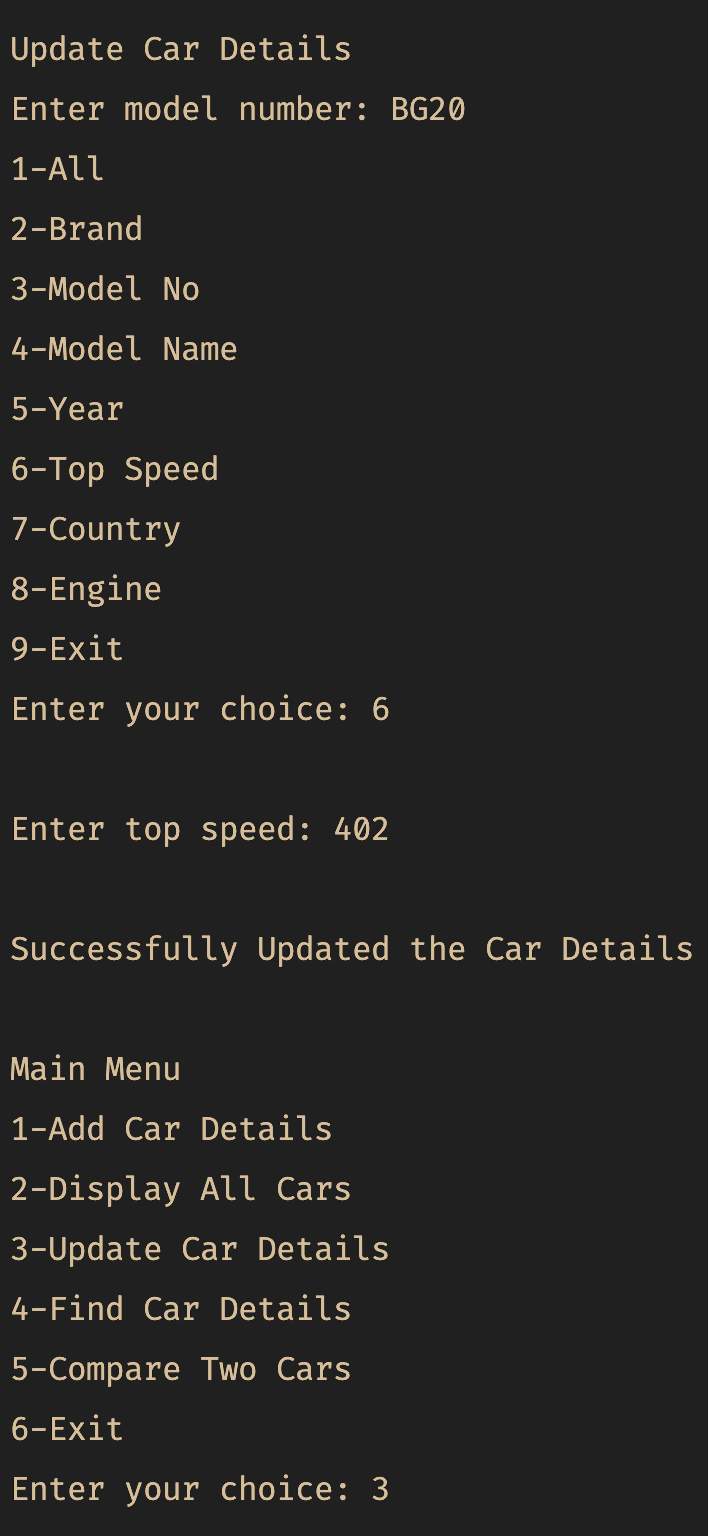 Update Car Details
Enter model number: BG20
1-All
2-Brand
3-Model No
4-Model Name
5-Year
6-Top Speed
7-Country
8-Engine
9-Exit
Enter your choice: 6
Enter top speed: 402
Successfully Updated the Car Details
Main Menu
1-Add Car Details
2-Display All Cars
3-Update Car Details
4-Find Car Details
5-Compare Two Cars
6-Exit
Enter your choice: 3